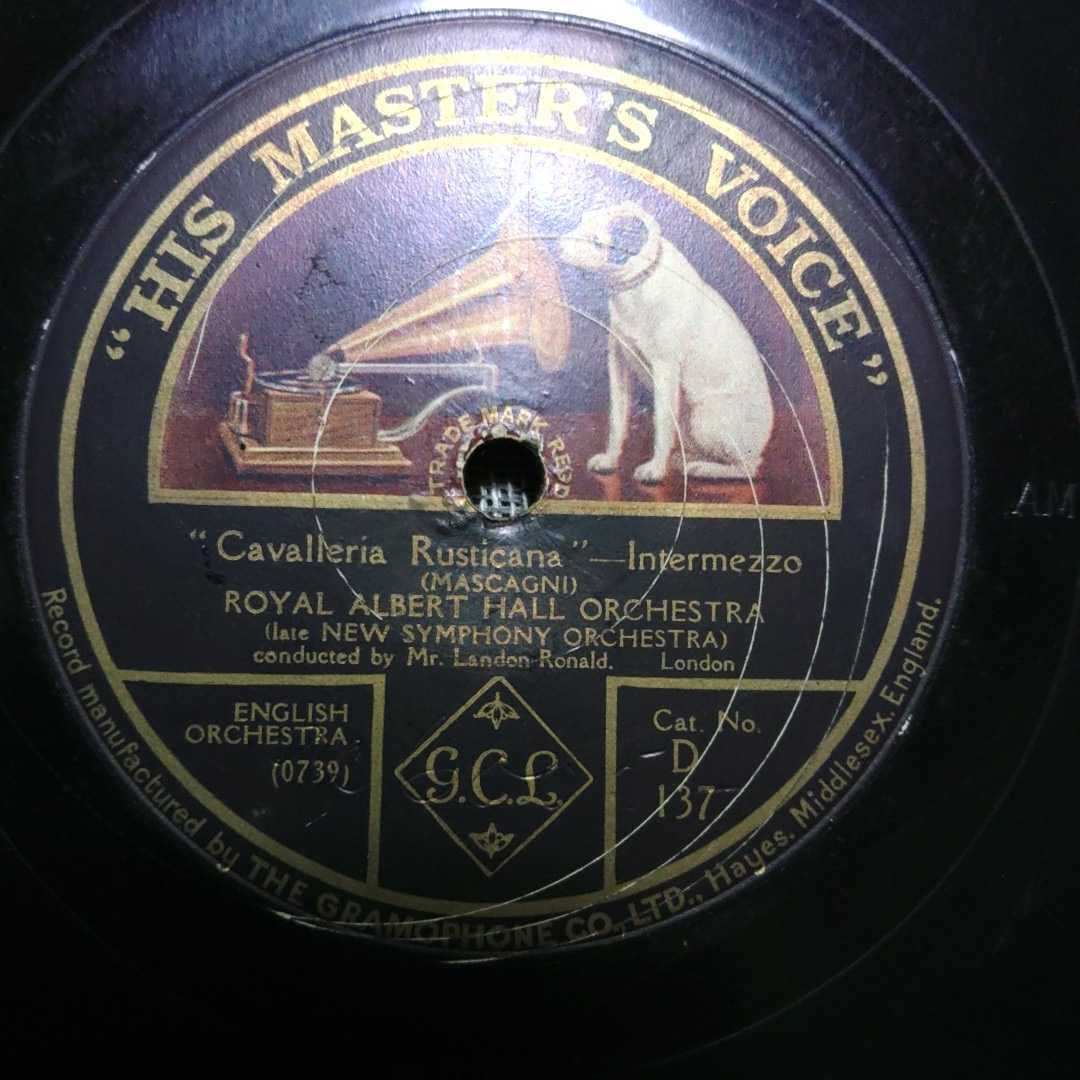 "HIS MASTER'S VOICE"
TRADE MARK REGD
"Cavalleria Rusticana"—Intermezzo
(MASCAGNI)
ROYAL ALBERT HALL ORCHESTRA
(late NEW SYMPHONY ORCHESTRA)
conducted by Mr. Landon Ronald. London
ENGLISH
ORCHESTRA
(0739)
G.C.L.
Cat. No.
D
137
Record manufactured by THE GRAMOPHONE CO., LTD., Hayes. Middlesex. England.
AM